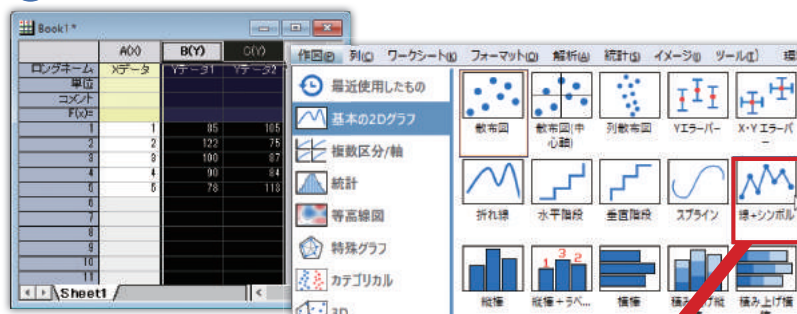 Book1 *
A(X) B(Y) C(Y)
ロングネーム Xデータ Yデータ1 Yデータ2
単位
コメント
F(x)=
1 1 85 105
2 2 122 75
3 3 100 87
4 4 90 84
5 5 78 118
6
7
8
9
10
11
Sheet1
作図(P) 列(C) ワークシート(K) フォーマット(O) 解析(A) 統計(S) イメージ(I) ツール(T) 環
最近使用したもの
基本の2Dグラフ
複数区分/軸
統計
等高線図
特殊グラフ
カテゴリカル
3D
散布図 散布図(中心軸) 列散布図 Yエラーバー X・Yエラーバー
折れ線 水平階段 垂直階段 スプライン 線+シンボル
1 3 2
縦棒 縦棒+ラベ... 横棒 積み上げ縦 積み上げ横